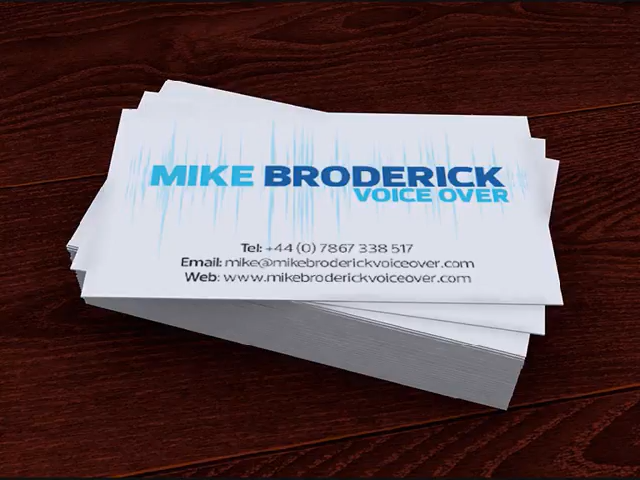 MIKE BRODERICK
VOICE OVER
Tel: +44 (0) 7867 338 517
Email: mike@mikebroderickvoiceover.com
Web: www.mikebroderickvoiceover.com